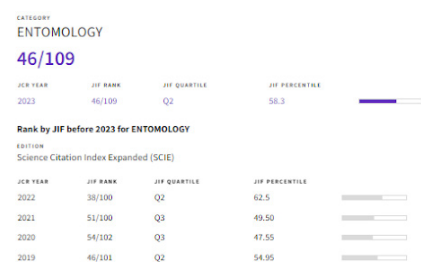 CATEGORY
ENTOMOLOGY
46/109
JCR YEAR JIF RANK JIF QUARTILE JIF PERCENTILE
2023 46/109 Q2 58.3
Rank by JIF before 2023 for ENTOMOLOGY
EDITION
Science Citation Index Expanded (SCIE)
JCR YEAR JIF RANK JIF QUARTILE JIF PERCENTILE
2022 38/100 Q2 62.5
2021 51/100 Q3 49.50
2020 54/102 Q3 47.55
2019 46/101 Q2 54.95